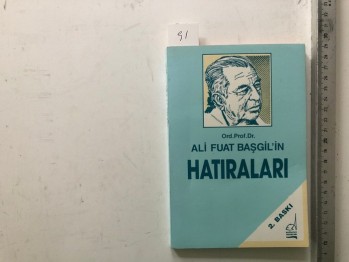 91
Ord.Prof.Dr.
ALİ FUAT BAŞGİL'İN
HATIRALARI
2. BASKI